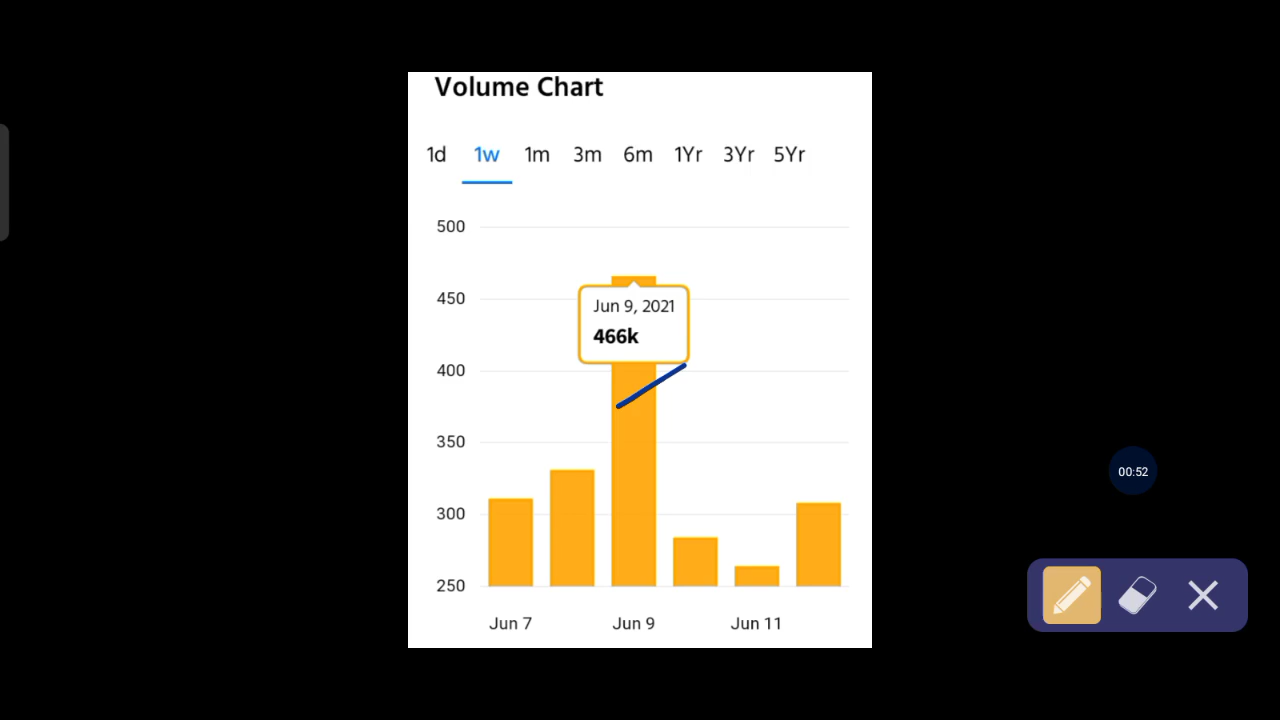 Volume Chart
1d 1w 1m 3m 6m 1Yr 3Yr 5Yr
500
450
400
350
300
250
Jun 9, 2021
466k
Jun 7 Jun 9 Jun 11
00:52